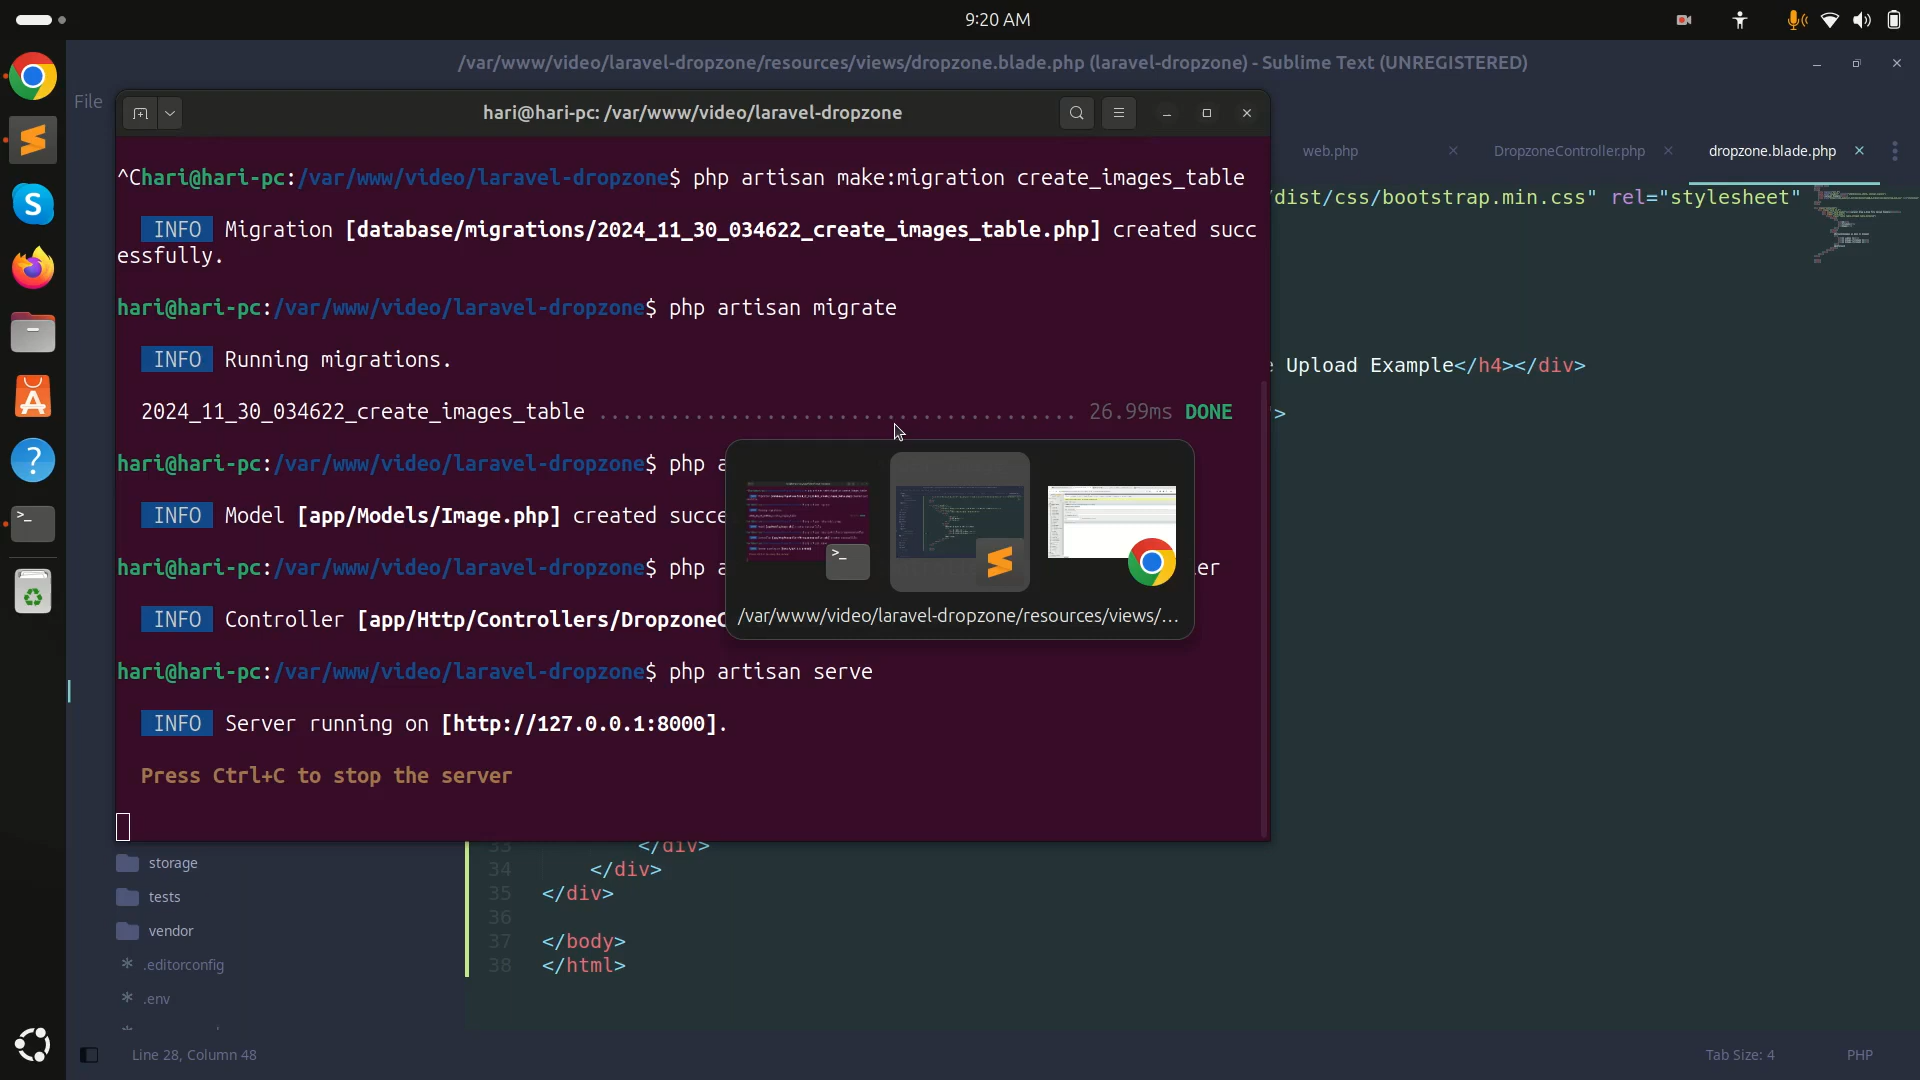 9:20 AM
/var/www/video/laravel-dropzone/resources/views/dropzone.blade.php (laravel-dropzone) - Sublime Text (UNREGISTERED)
File
hari@hari-pc: /var/www/video/laravel-dropzone
web.php
DropzoneController.php
dropzone.blade.php
^Chari@hari-pc:/var/www/video/laravel-dropzone$ php artisan make:migration create_images_table
/dist/css/bootstrap.min.css" rel="stylesheet"
INFO Migration [database/migrations/2024_11_30_034622_create_images_table.php] created succ
essfully.
hari@hari-pc:/var/www/video/laravel-dropzone$ php artisan migrate
INFO Running migrations.
Upload Example</h4></div>
2024_11_30_034622_create_images_table ........................................ 26.99ms DONE
>
hari@hari-pc:/var/www/video/laravel-dropzone$ php a
INFO Model [app/Models/Image.php] created succe
hari@hari-pc:/var/www/video/laravel-dropzone$ php a
er
INFO Controller [app/Http/Controllers/DropzoneC
/var/www/video/laravel-dropzone/resources/views/...
hari@hari-pc:/var/www/video/laravel-dropzone$ php artisan serve
INFO Server running on [http://127.0.0.1:8000].
Press Ctrl+C to stop the server
33 </div>
34 </div>
35 </div>
36
37 </body>
38 </html>
storage
tests
vendor
* .editorconfig
* .env
Line 28, Column 48
Tab Size: 4
PHP